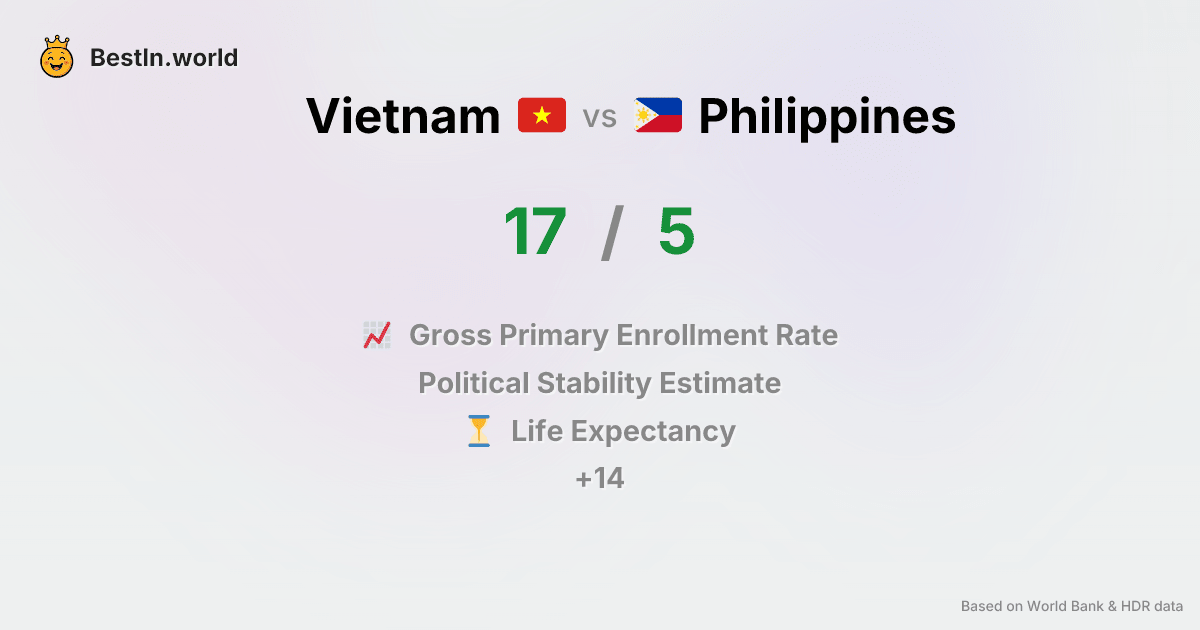 BestIn.world
Vietnam vs Philippines
17 / 5
Gross Primary Enrollment Rate
Political Stability Estimate
Life Expectancy
+14
Based on World Bank & HDR data